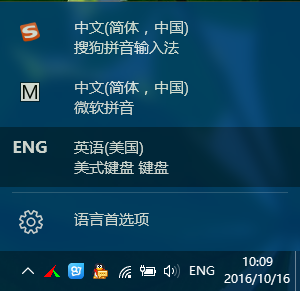 中文(简体，中国)
搜狗拼音输入法
M
中文(简体，中国)
微软拼音
ENG
英语(美国)
美式键盘 键盘
语言首选项
ENG
10:09
2016/10/16